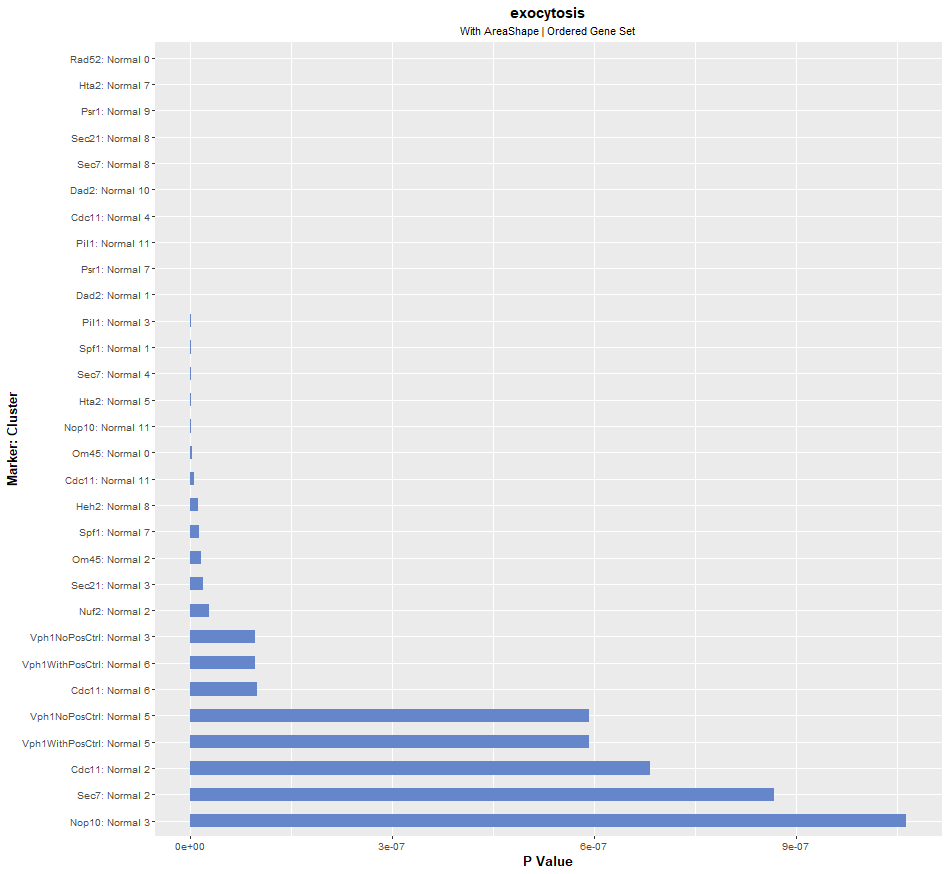 exocytosis
With AreaShape | Ordered Gene Set
Marker: Cluster
Rad52: Normal 0
Hta2: Normal 7
Psr1: Normal 9
Sec21: Normal 8
Sec7: Normal 8
Dad2: Normal 10
Cdc11: Normal 4
Pil1: Normal 11
Psr1: Normal 7
Dad2: Normal 1
Pil1: Normal 3
Spf1: Normal 1
Sec7: Normal 4
Hta2: Normal 5
Nop10: Normal 11
Om45: Normal 0
Cdc11: Normal 11
Heh2: Normal 8
Spf1: Normal 7
Om45: Normal 2
Sec21: Normal 3
Nuf2: Normal 2
Vph1NoPosCtrl: Normal 3
Vph1WithPosCtrl: Normal 6
Cdc11: Normal 6
Vph1NoPosCtrl: Normal 5
Vph1WithPosCtrl: Normal 5
Cdc11: Normal 2
Sec7: Normal 2
Nop10: Normal 3
0e+00 3e-07 6e-07 9e-07
P Value